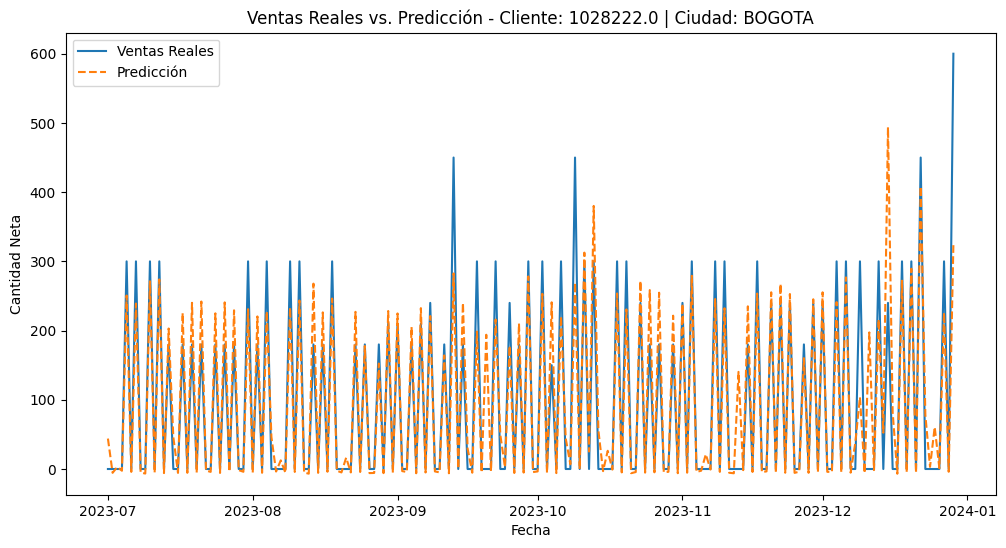 Ventas Reales vs. Predicción - Cliente: 1028222.0 | Ciudad: BOGOTA
Ventas Reales
Predicción
Cantidad Neta
600
500
400
300
200
100
0
2023-07
2023-08
2023-09
2023-10
2023-11
2023-12
2024-01
Fecha